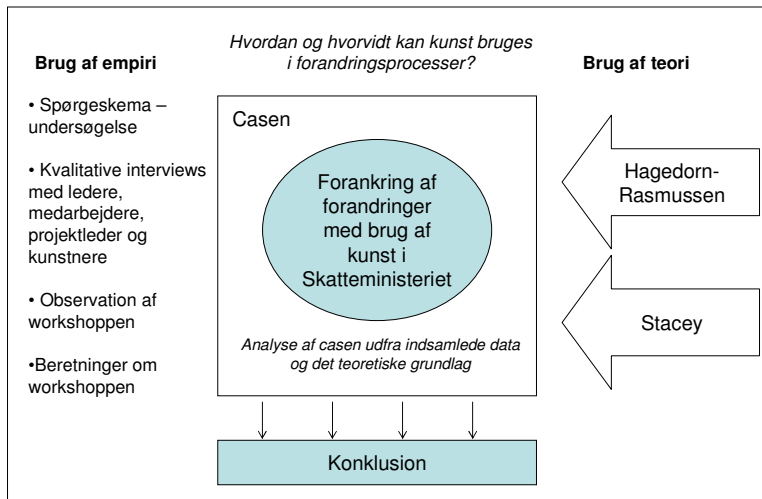 Brug af empiri
• Spørgeskema –
undersøgelse
• Kvalitative interviews
med ledere,
medarbejdere,
projektleder og
kunstnere
• Observation af
workshoppen
•Beretninger om
workshoppen
Hvordan og hvorvidt kan kunst bruges
i forandringsprocesser?
Casen
Forankring af
forandringer
med brug af
kunst i
Skatteministeriet
Analyse af casen udfra indsamlede data
og det teoretiske grundlag
Konklusion
Brug af teori
Hagedorn-
Rasmussen
Stacey